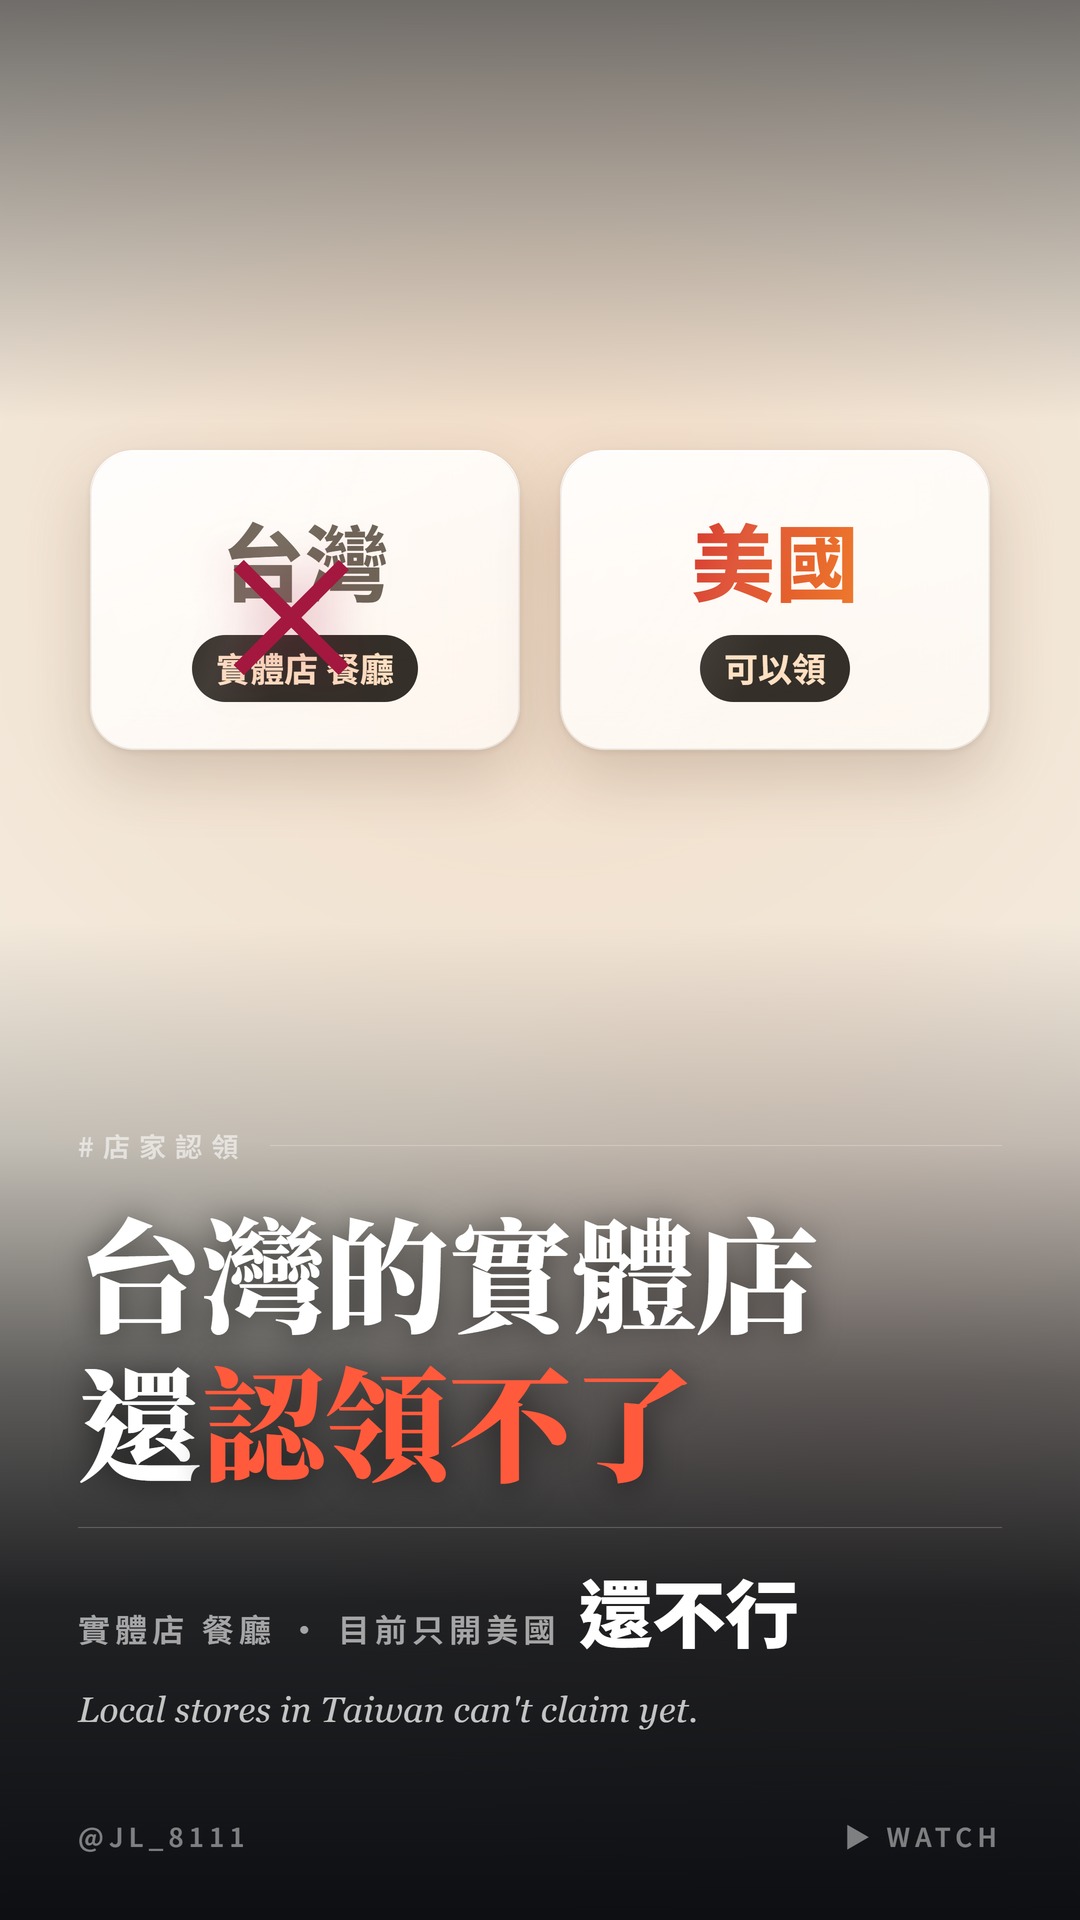 台灣
實體店 餐廳
美國
可以領
#店家認領
台灣的實體店
還認領不了
實體店 餐廳 • 目前只開美國 還不行
Local stores in Taiwan can't claim yet.
@JL_8111
▶ WATCH